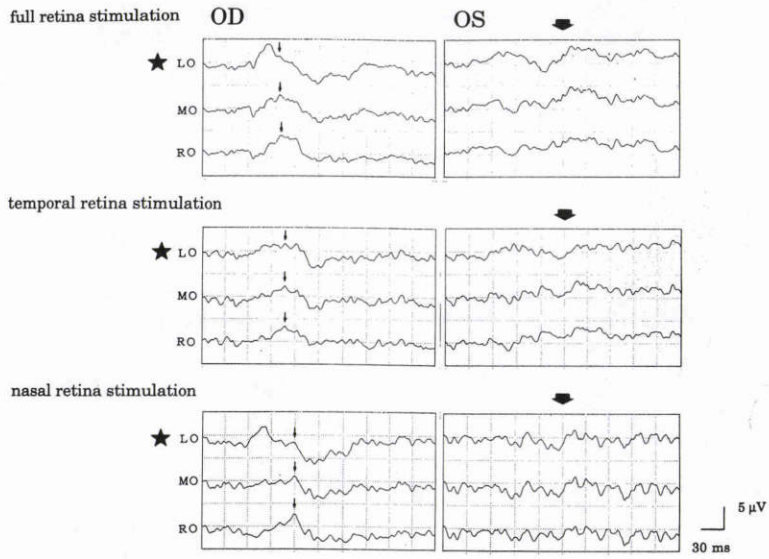 full retina stimulation
OD
OS
LO
MO
RO
temporal retina stimulation
LO
MO
RO
nasal retina stimulation
LO
MO
RO
5 μV
30 ms